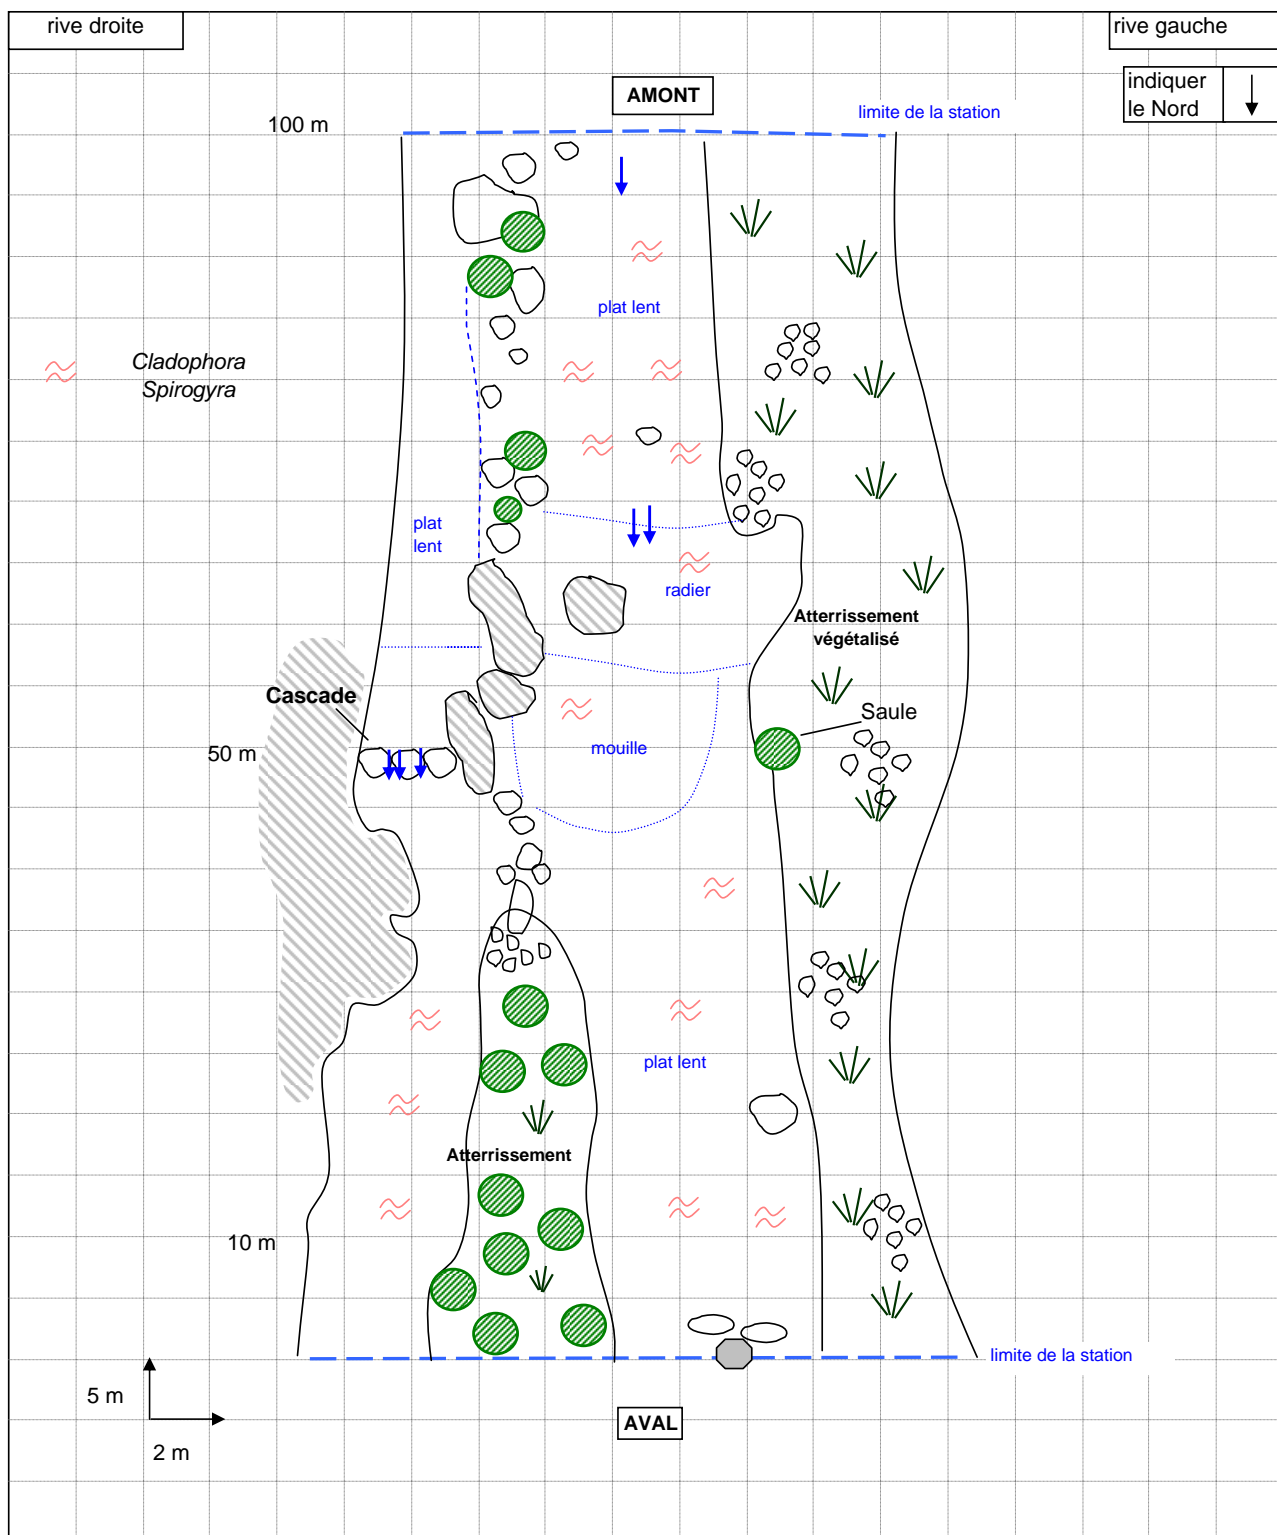 rive droite
rive gauche
indiquer
le Nord
AMONT
limite de la station
100 m
plat lent
Cladophora
Spirogyra
plat
lent
radier
Atterrissement
végétalisé
Cascade
Saule
50 m
mouille
plat lent
Atterrissement
10 m
limite de la station
5 m
AVAL
2 m